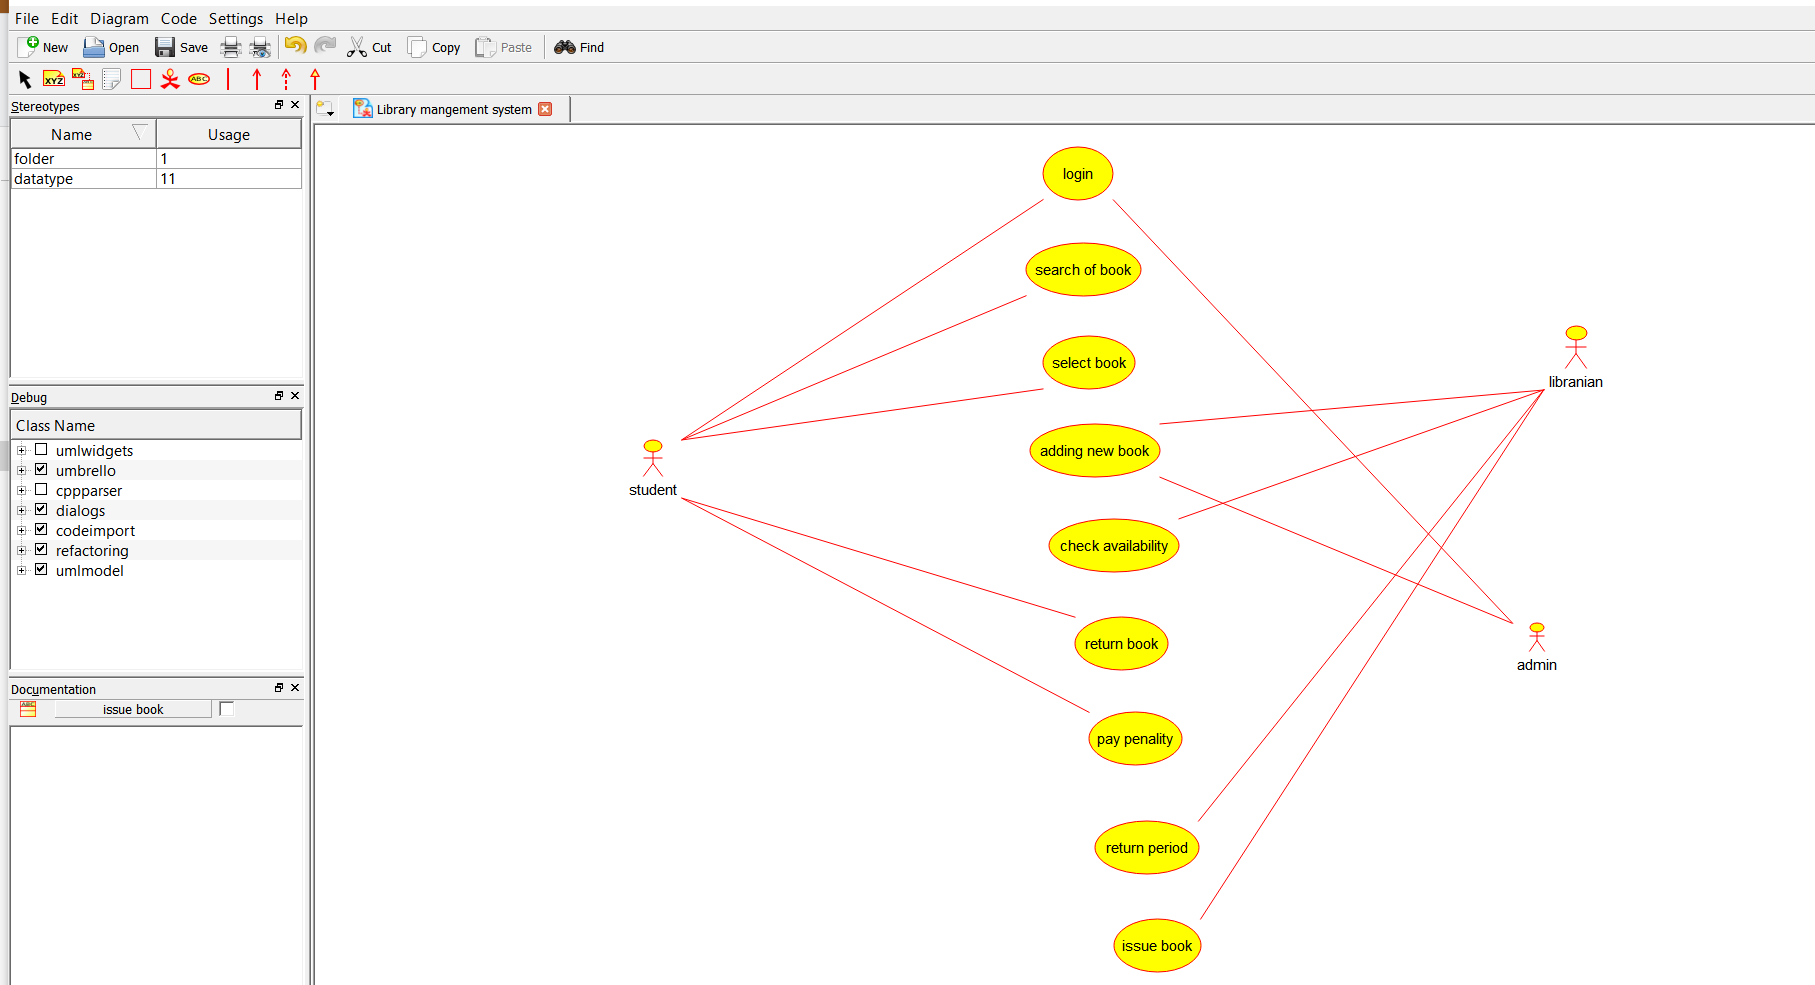 File Edit Diagram Code Settings Help
New Open Save Cut Copy Paste Find
XYZ XYZ ABC
Stereotypes
Name Usage
folder 1
datatype 11
Debug
Class Name
umlwidgets
umbrello
cppparser
dialogs
codeimport
refactoring
umlmodel
Documentation
ABC issue book
Library mangement system
login
search of book
select book
adding new book
check availability
return book
pay penality
return period
issue book
student
libranian
admin